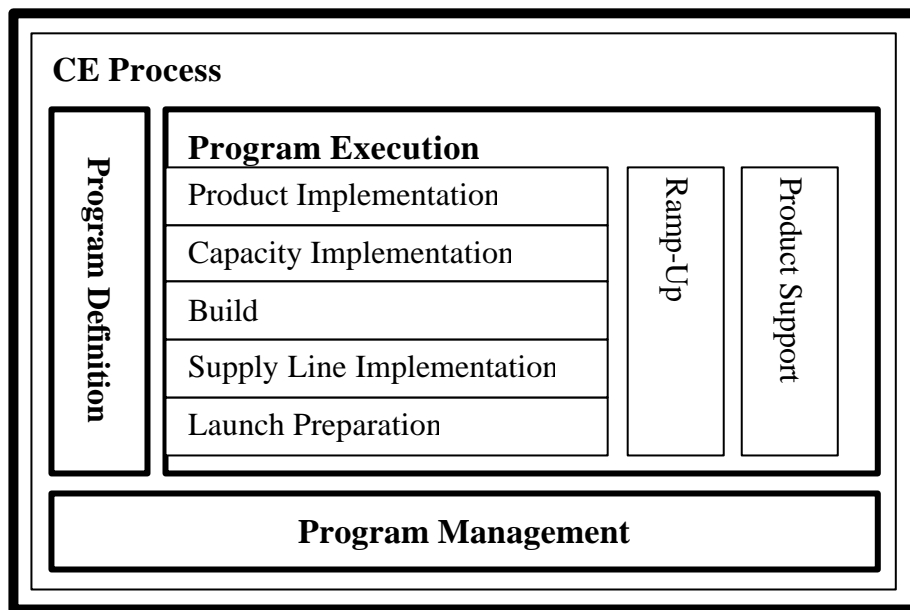 CE Process
Program Definition
Program Execution
Product Implementation
Capacity Implementation
Build
Supply Line Implementation
Launch Preparation
Ramp-Up
Product Support
Program Management